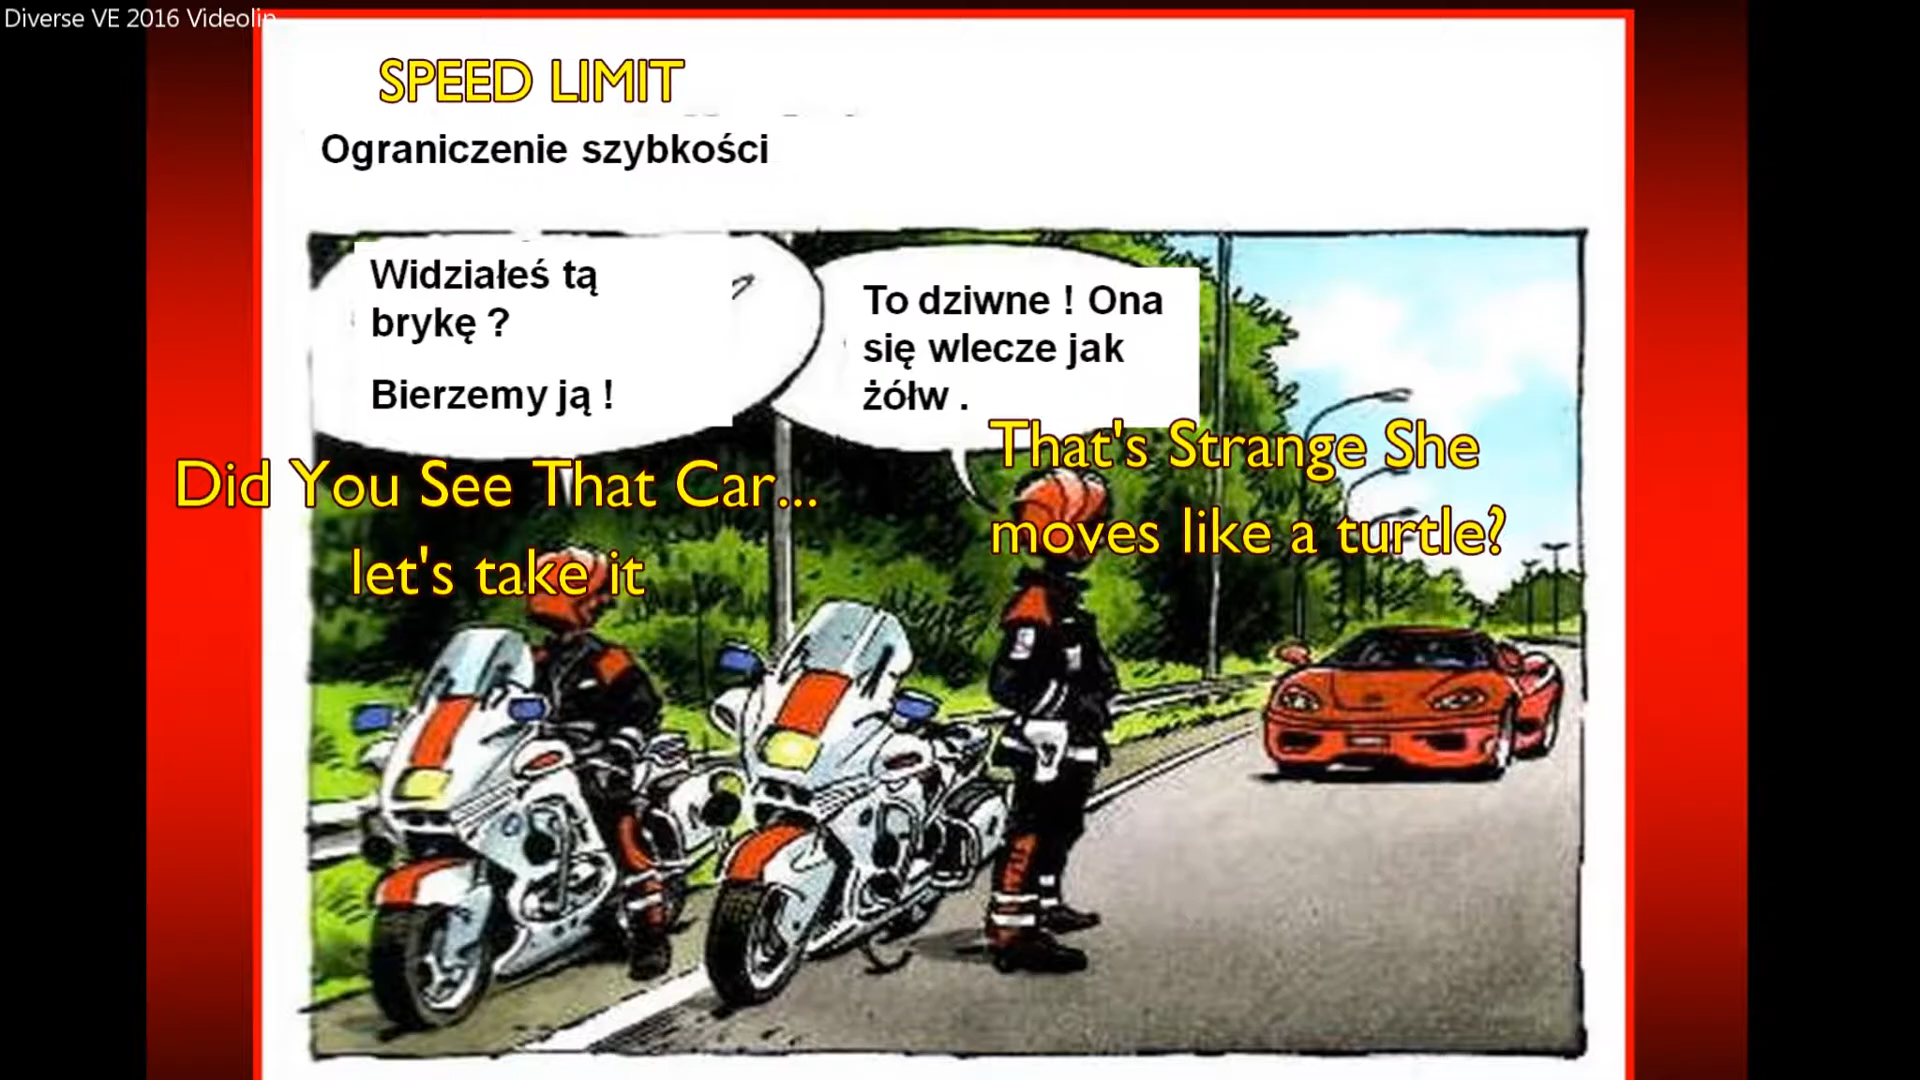 Diverse VE 2016 Videolin
SPEED LIMIT
Ograniczenie szybkości
Widziałeś tą
brykę ?
Bierzemy ją !
To dziwne ! Ona
się wlecze jak
żółw .
Did You See That Car...
let's take it
That's Strange She
moves like a turtle?